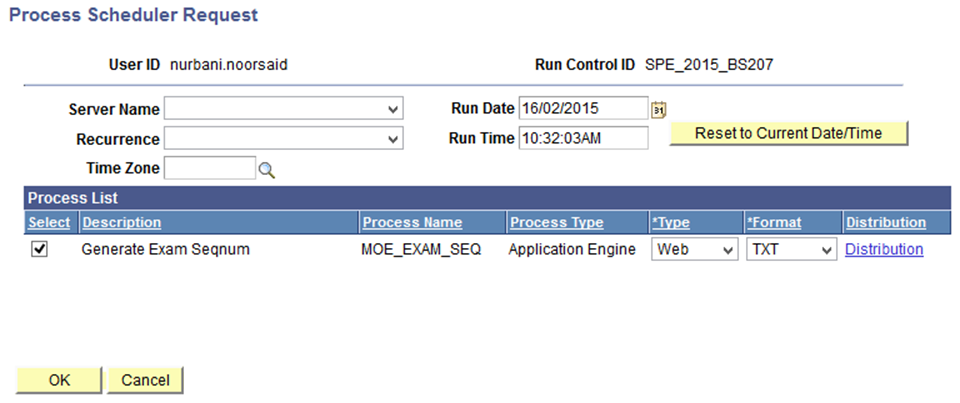 Process Scheduler Request
User ID nurbani.noorsaid Run Control ID SPE_2015_BS207
Server Name Run Date 16/02/2015 31
Recurrence Run Time 10:32:03AM Reset to Current Date/Time
Time Zone
Process List
Select Description Process Name Process Type *Type *Format Distribution
Generate Exam Seqnum MOE_EXAM_SEQ Application Engine Web TXT Distribution
OK Cancel